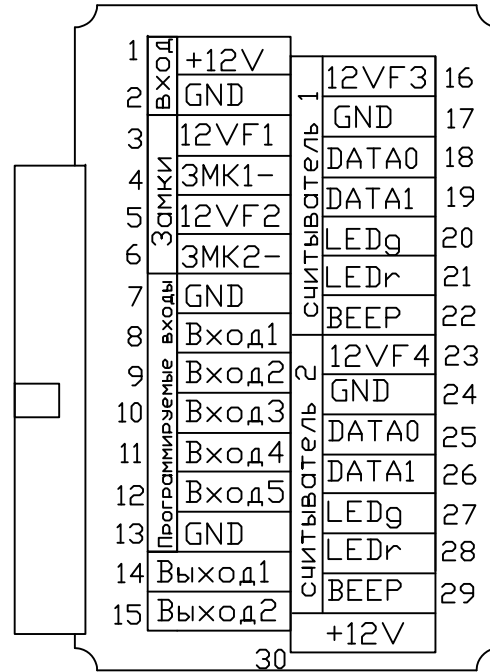 вход
1 +12V
2 GND
Замки
3 12VF1
4 ЗМК1-
5 12VF2
6 ЗМК2-
Программируемые входы
7 GND
8 Вход1
9 Вход2
10 Вход3
11 Вход4
12 Вход5
13 GND
14 Выход1
15 Выход2
считыватель 1
12VF3 16
GND 17
DATA0 18
DATA1 19
LEDg 20
LEDr 21
BEEP 22
считыватель 2
12VF4 23
GND 24
DATA0 25
DATA1 26
LEDg 27
LEDr 28
BEEP 29
+12V
30